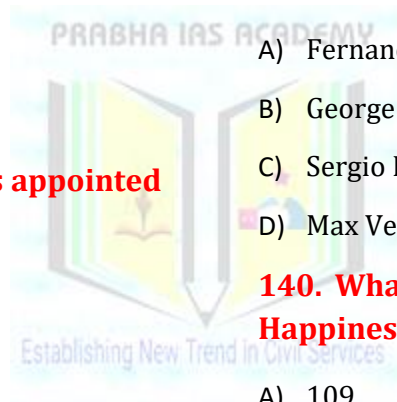 PRABHA IAS ACADEMY
s appointed
A) Fernan
B) George
C) Sergio
D) Max Ve
140. Wha
Happines
Establishing New Trend in Civil Services
A) 109